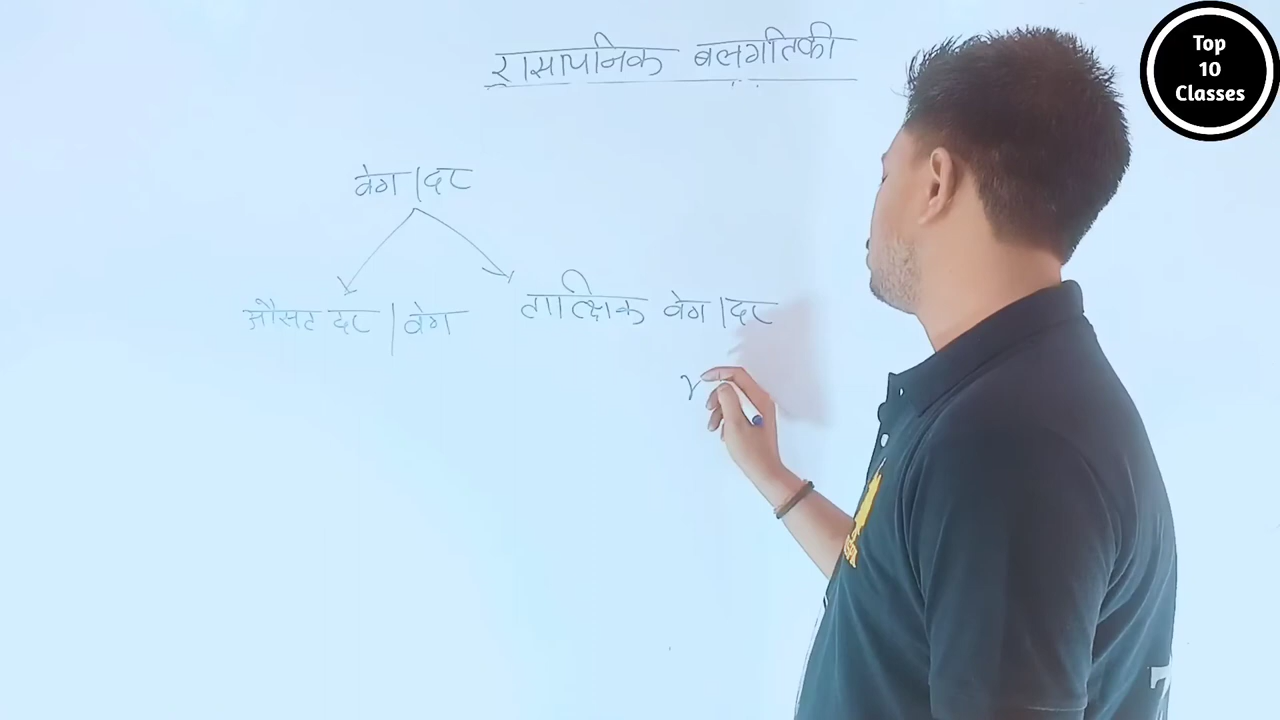 रासायनिक बलगतिकी
वेग/दर
औसत दर/वेग
तात्क्षिक वेग/दर
r
Top
10
Classes